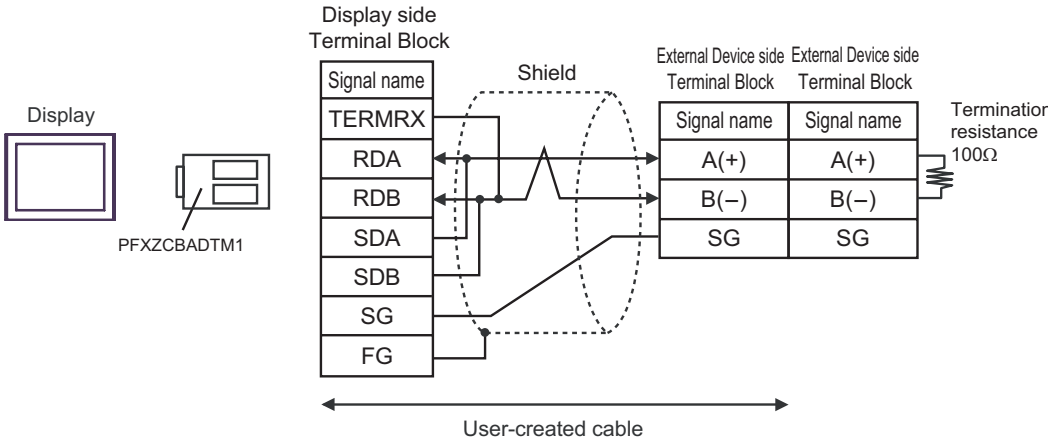 Display side
Terminal Block
Signal name
TERMRX
RDA
RDB
SDA
SDB
SG
FG
Display
PFXZCBADTM1
Shield
External Device side
Terminal Block
Signal name
A(+)
B(−)
SG
External Device side
Terminal Block
Signal name
A(+)
B(−)
SG
Termination
resistance
100Ω
User-created cable